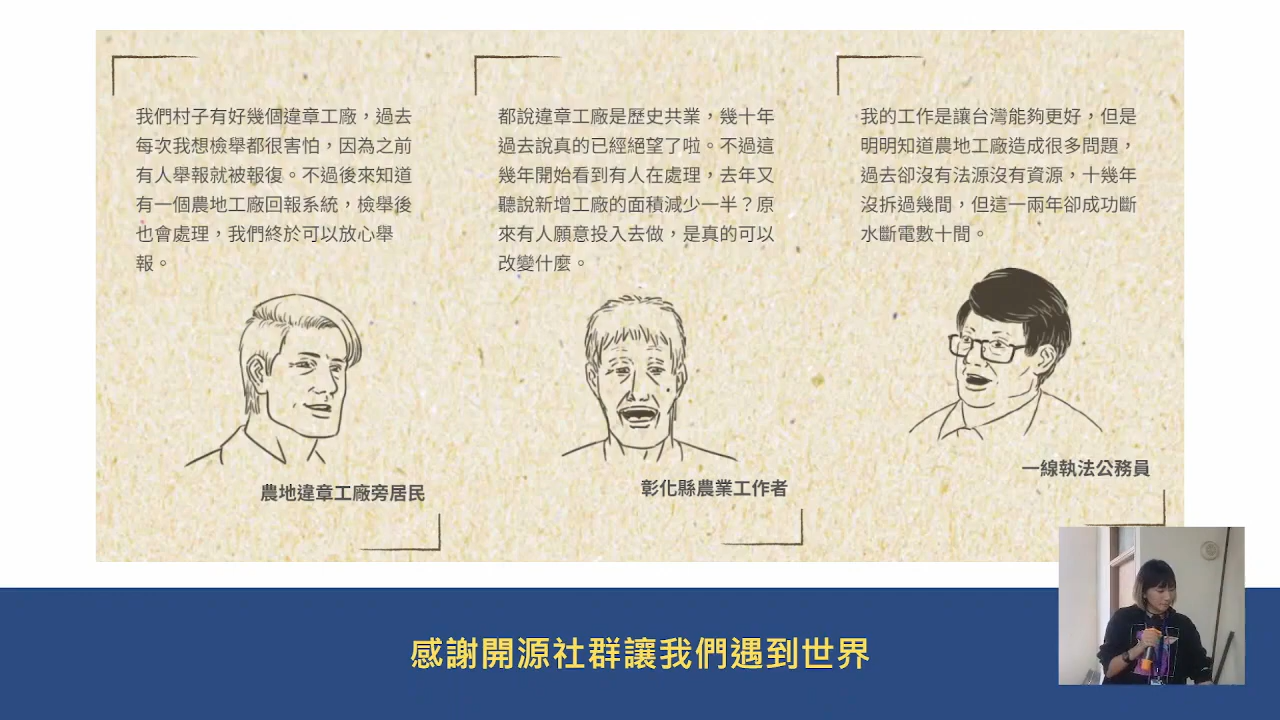 我們村子有好幾個違章工廠，過去
每次我想檢舉都很害怕，因為之前
有人舉報就被報復。不過後來知道
有一個農地工廠回報系統，檢舉後
也會處理，我們終於可以放心舉
報。
農地違章工廠旁居民
都說違章工廠是歷史共業，幾十年
過去說真的已經絕望了啦。不過這
幾年開始看到有人在處理，去年又
聽說新增工廠的面積減少一半？原
來有人願意投入去做，是真的可以
改變什麼。
彰化縣農業工作者
我的工作是讓台灣能夠更好，但是
明明知道農地工廠造成很多問題，
過去卻沒有法源沒有資源，十幾年
沒拆過幾間，但這一兩年卻成功斷
水斷電數十間。
一線執法公務員
感謝開源社群讓我們遇到世界